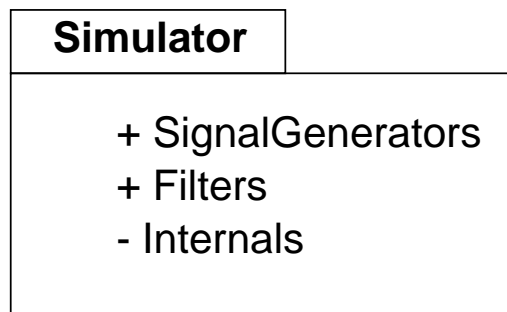 Simulator
+ SignalGenerators
+ Filters
- Internals